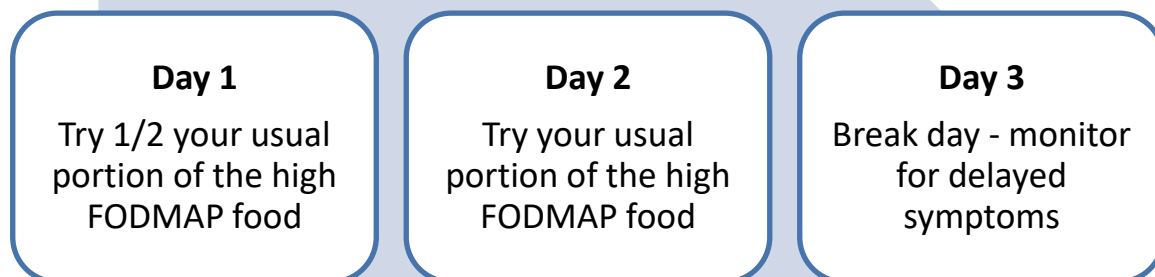 Day 1
Try 1/2 your usual
portion of the high
FODMAP food
Day 2
Try your usual
portion of the high
FODMAP food
Day 3
Break day - monitor
for delayed
symptoms